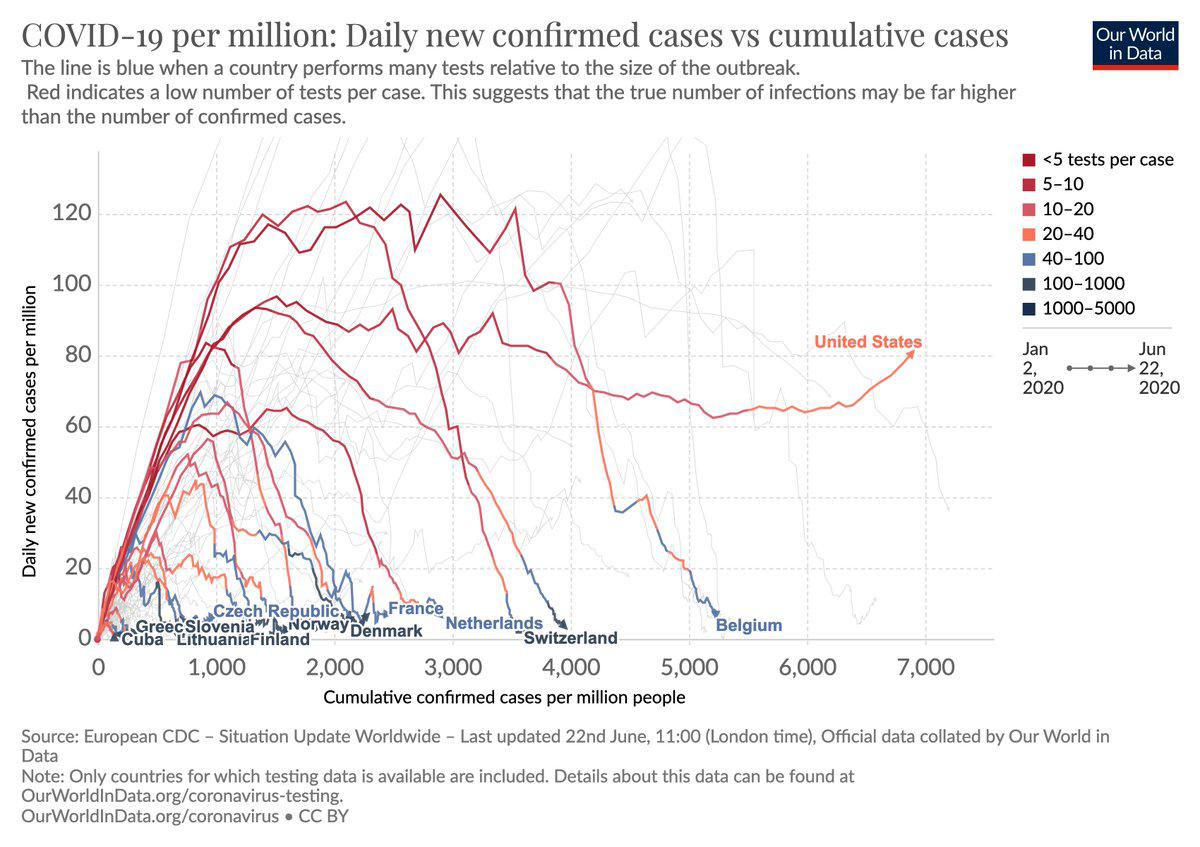 COVID-19 per million: Daily new confirmed cases vs cumulative cases
Our World
in Data
The line is blue when a country performs many tests relative to the size of the outbreak.
Red indicates a low number of tests per case. This suggests that the true number of infections may be far higher
than the number of confirmed cases.
<5 tests per case
5–10
10–20
20–40
40–100
100–1000
1000–5000
Jan
2,
2020
Jun
22,
2020
Daily new confirmed cases per million
120
100
80
60
40
20
0
United States
Czech Republic
France
Greec
Slovenia
Norway
Netherlands
Belgium
Denmark
Cuba
Lithuania
Finland
Switzerland
0
1,000
2,000
3,000
4,000
5,000
6,000
7,000
Cumulative confirmed cases per million people
Source: European CDC – Situation Update Worldwide – Last updated 22nd June, 11:00 (London time), Official data collated by Our World in
Data
Note: Only countries for which testing data is available are included. Details about this data can be found at
OurWorldInData.org/coronavirus-testing.
OurWorldInData.org/coronavirus • CC BY